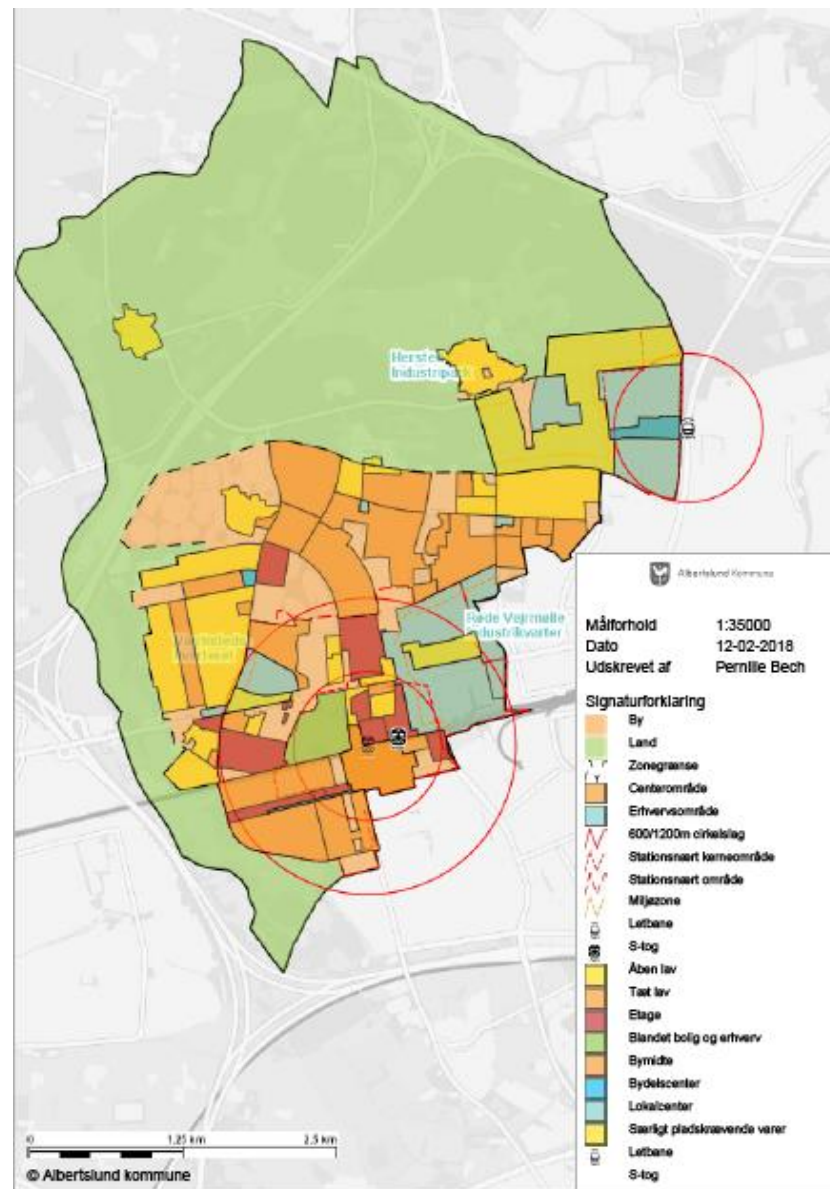 Herste
Industripark
Røde Vejrmølle
Industrikvarter
Albertslund Kommune
Målforhold 1:35000
Dato 12-02-2018
Udskrevet af Pernille Bech
Signaturforklaring
By
Land
Zonegrænse
Centerområde
Erhvervsområde
600/1200m cirkelslag
Stationsnært kerneområde
Stationsnært område
Miljøzone
Letbane
S-tog
Åben lav
Tæt lav
Etage
Blandet bolig og erhverv
Bymidte
Bydelscenter
Lokalcenter
Særligt pladskrævende varer
Letbane
S-tog
0 1.25 km 2.5 km
© Albertslund kommune